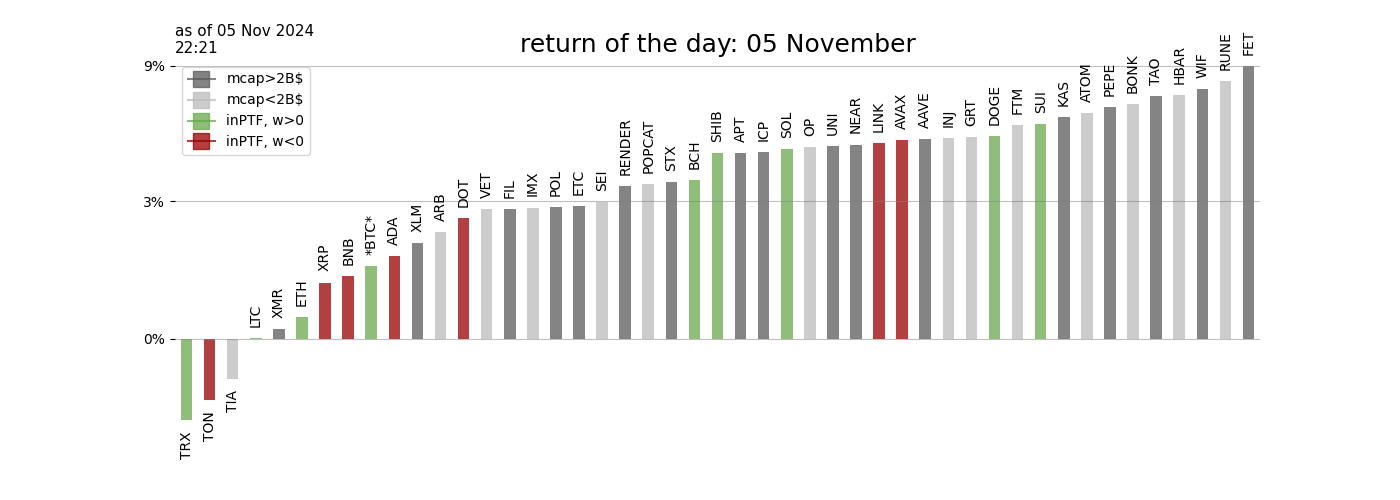 as of 05 Nov 2024
22:21
return of the day: 05 November
9%
3%
0%
mcap>2B$
mcap<2B$
inPTF, w>0
inPTF, w<0
TRX
TON
TIA
LTC
XMR
ETH
XRP
BNB
*BTC*
ADA
XLM
ARB
DOT
VET
FIL
IMX
POL
ETC
SEI
RENDER
POPCAT
STX
BCH
SHIB
APT
ICP
SOL
OP
UNI
NEAR
LINK
AVAX
AAVE
INJ
GRT
DOGE
FTM
SUI
KAS
ATOM
PEPE
BONK
TAO
HBAR
WIF
RUNE
FET